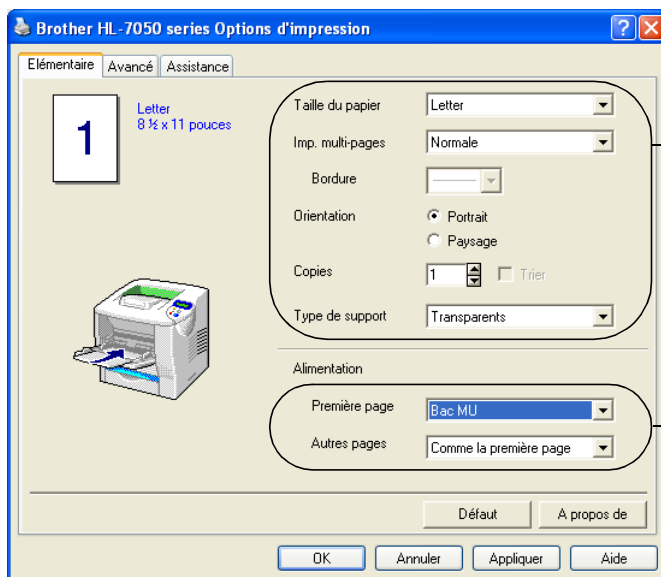 Brother HL-7050 series Options d'impression
Elémentaire Avancé Assistance
1
Letter
8 ½ x 11 pouces
Taille du papier Letter
Imp. multi-pages Normale
Bordure
Orientation Portrait
Paysage
Copies 1 Trier
Type de support Transparents
Alimentation
Première page Bac MU
Autres pages Comme la première page
Défaut A propos de
OK Annuler Appliquer Aide